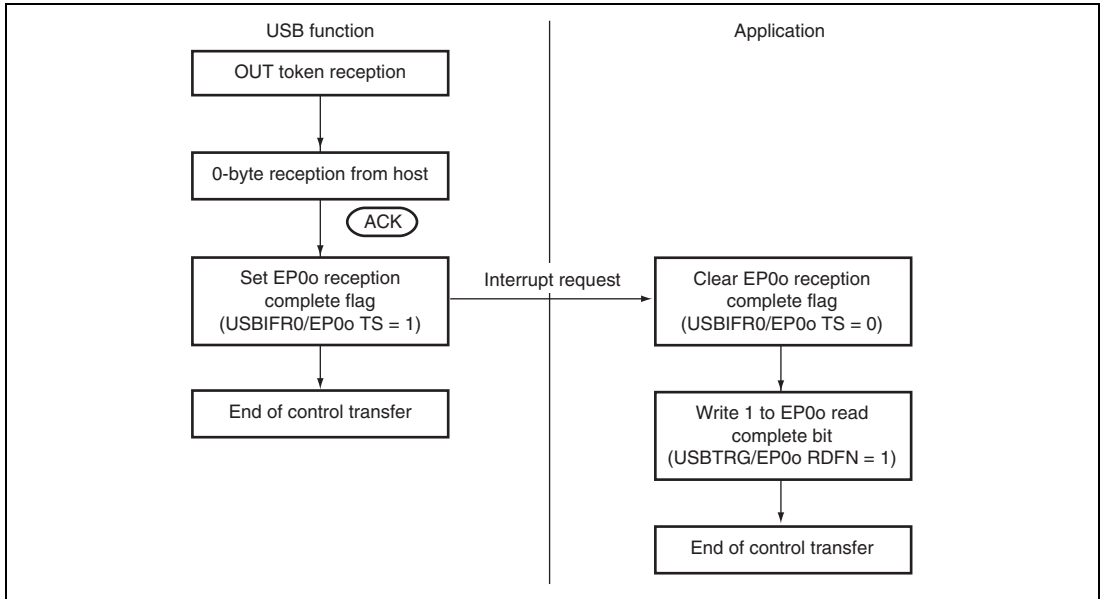 USB function
Application
OUT token reception
0-byte reception from host
ACK
Set EP0o reception
complete flag
(USBIFR0/EP0o TS = 1)
Interrupt request
Clear EP0o reception
complete flag
(USBIFR0/EP0o TS = 0)
End of control transfer
Write 1 to EP0o read
complete bit
(USBTRG/EP0o RDFN = 1)
End of control transfer